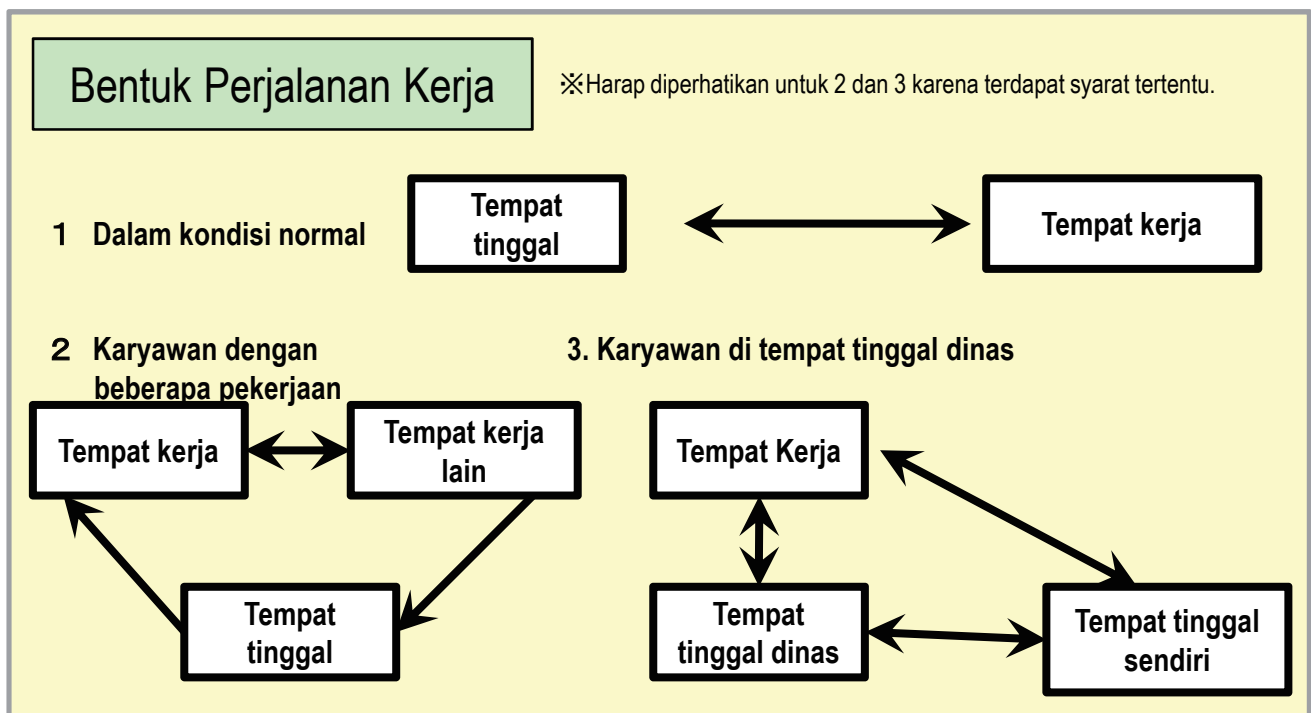 Bentuk Perjalanan Kerja
※Harap diperhatikan untuk 2 dan 3 karena terdapat syarat tertentu.
1 Dalam kondisi normal
Tempat
tinggal
Tempat kerja
2 Karyawan dengan
beberapa pekerjaan
Tempat kerja
Tempat kerja
lain
Tempat
tinggal
3. Karyawan di tempat tinggal dinas
Tempat Kerja
Tempat
tinggal dinas
Tempat tinggal
sendiri